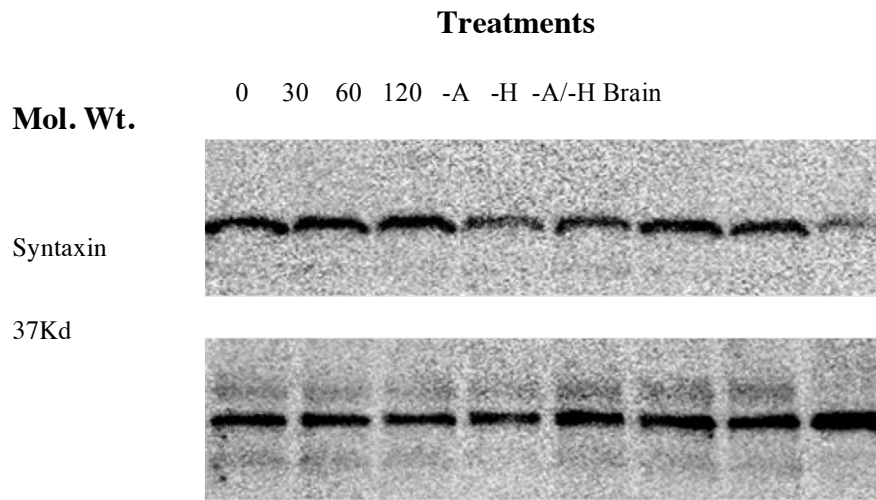 Treatments
0 30 60 120 -A -H -A/-H Brain
Mol. Wt.
Syntaxin
37Kd